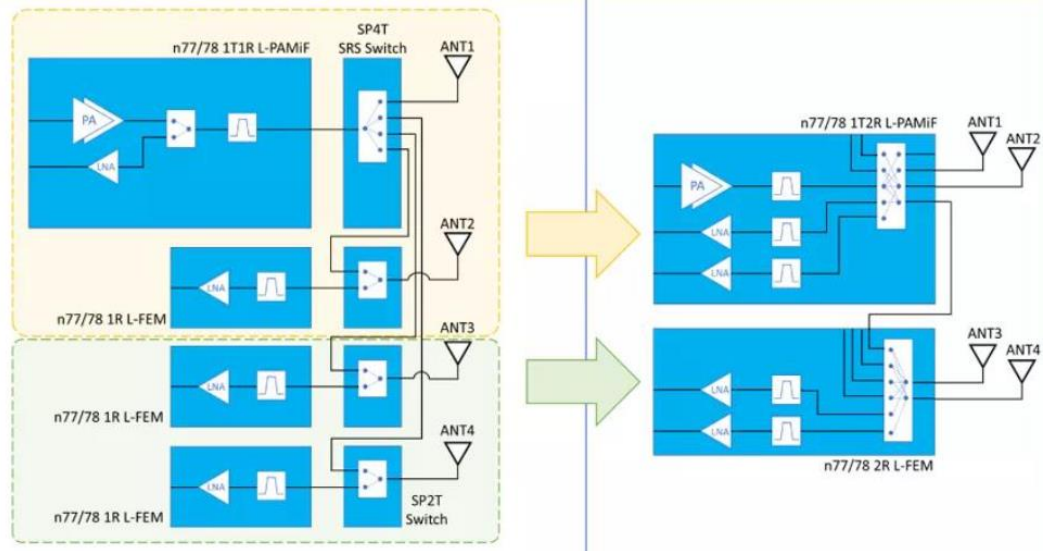 SP4T
SRS Switch
n77/78 1T1R L-PAMiF
ANT1
PA
LNA
ANT2
LNA
n77/78 1R L-FEM
ANT3
LNA
n77/78 1R L-FEM
ANT4
LNA
SP2T
Switch
n77/78 1R L-FEM
n77/78 1T2R L-PAMiF
ANT1
ANT2
PA
LNA
LNA
ANT3
ANT4
LNA
LNA
n77/78 2R L-FEM